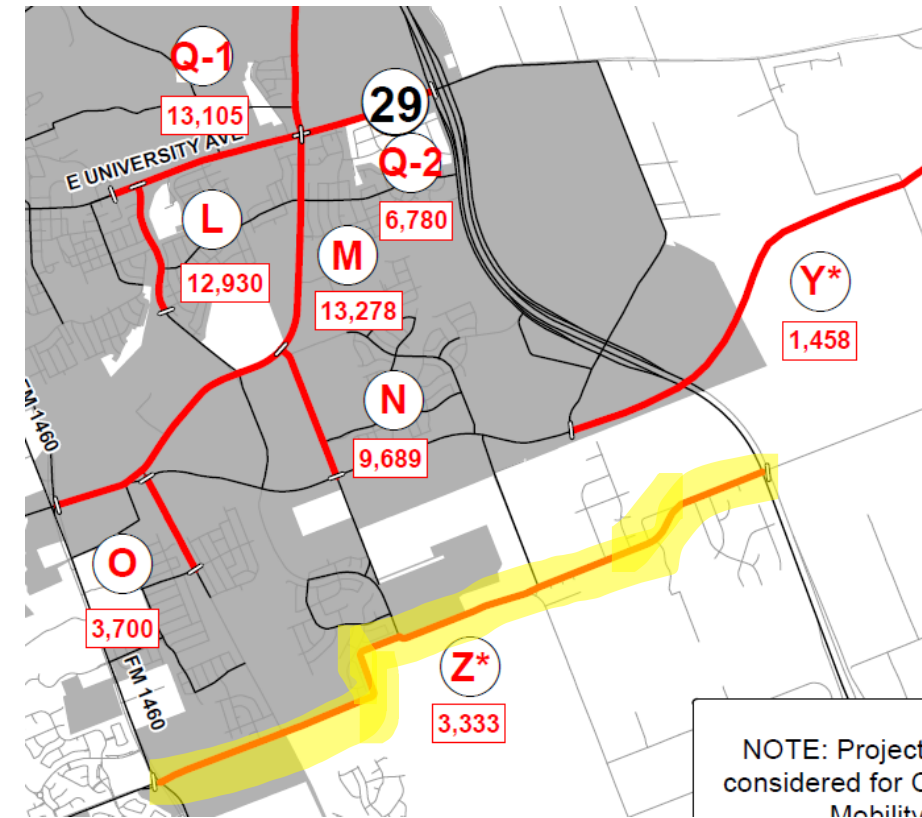 Q-1
13,105
29
E UNIVERSITY AVE
Q-2
6,780
L
12,930
M
13,278
Y*
1,458
N
9,689
FM 1460
O
3,700
FM 1460
Z*
3,333
NOTE: Project
considered for C
Mobility